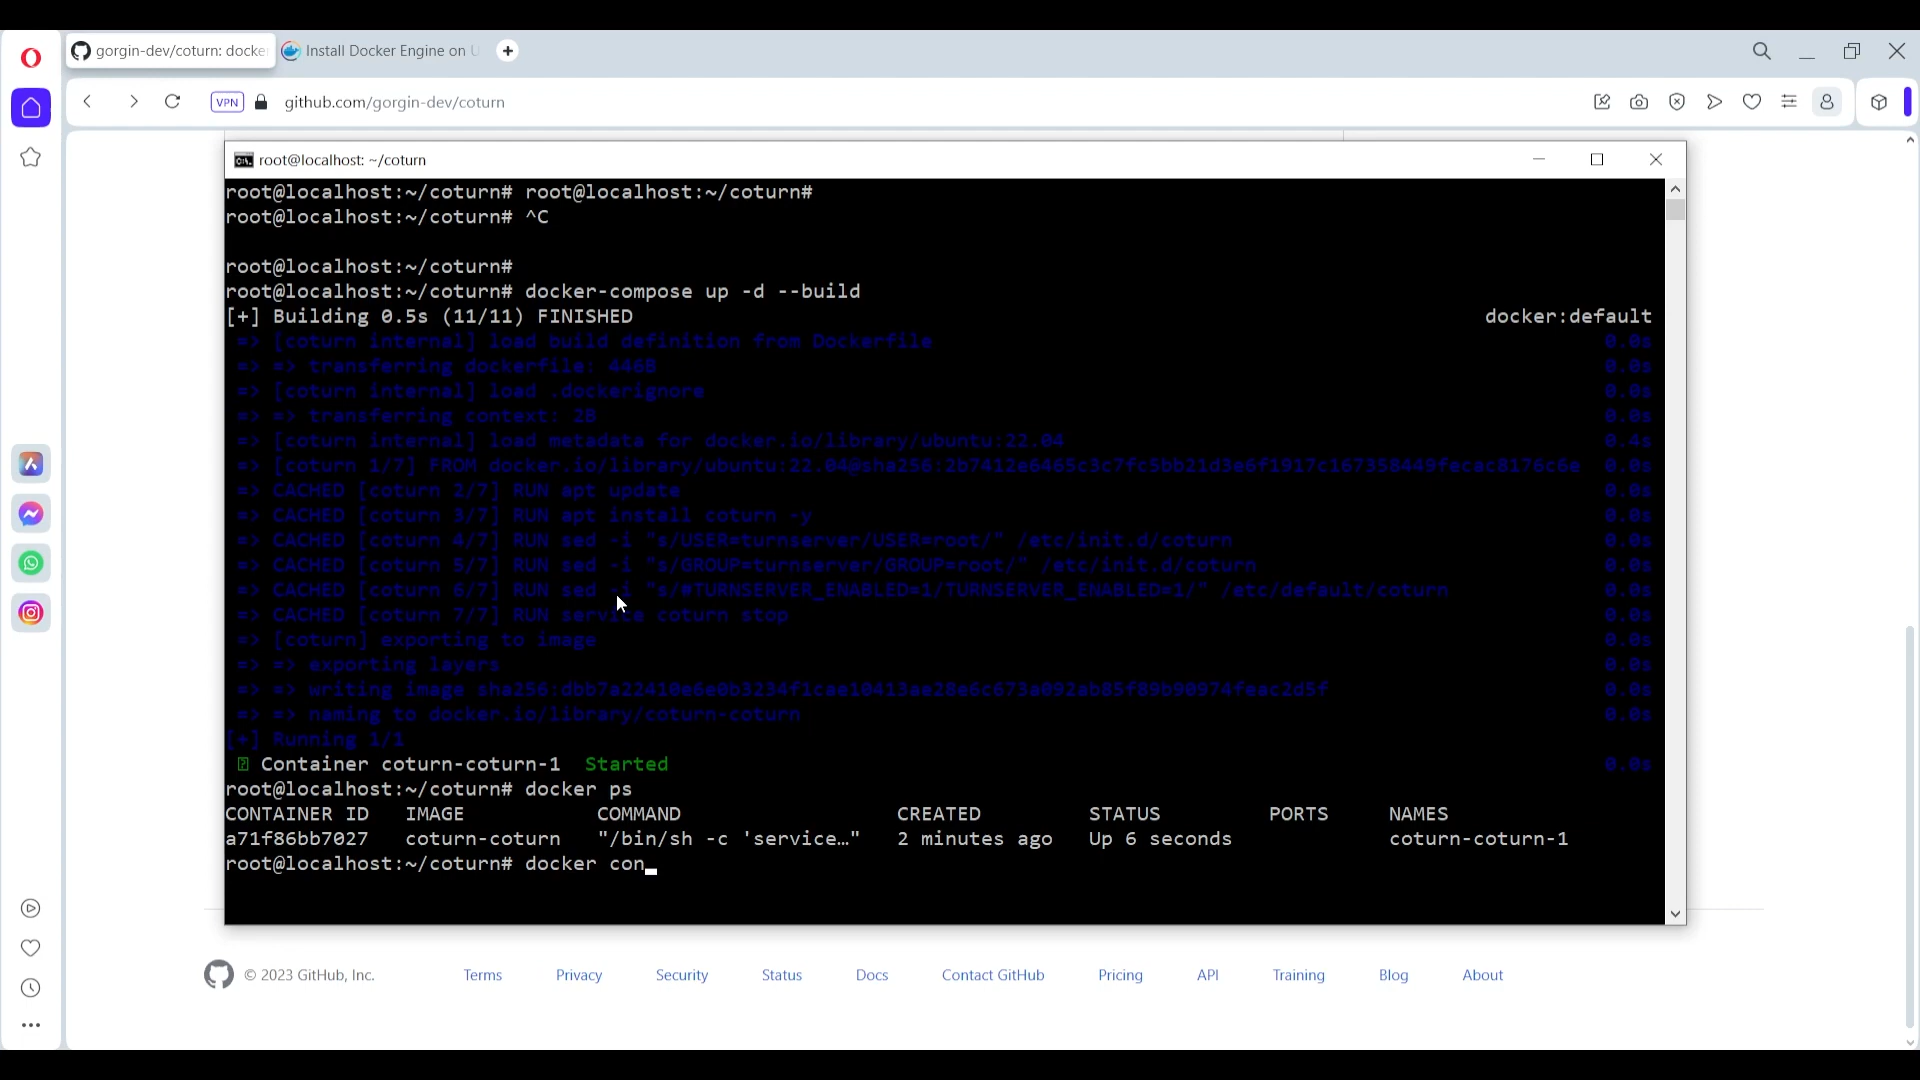 gorgin-dev/coturn: docke
Install Docker Engine on U
VPN
github.com/gorgin-dev/coturn
root@localhost: ~/coturn
root@localhost:~/coturn# root@localhost:~/coturn#
root@localhost:~/coturn# ^C
root@localhost:~/coturn#
root@localhost:~/coturn# docker-compose up -d --build
[+] Building 0.5s (11/11) FINISHED docker:default
=> [coturn internal] load build definition from Dockerfile 0.0s
=> => transferring dockerfile: 446B 0.0s
=> [coturn internal] load .dockerignore 0.0s
=> => transferring context: 2B 0.0s
=> [coturn internal] load metadata for docker.io/library/ubuntu:22.04 0.4s
=> [coturn 1/7] FROM docker.io/library/ubuntu:22.04@sha256:2b7412e6465c3c7fc5bb21d3e6f1917c167358449fecac8176c6e 0.0s
=> CACHED [coturn 2/7] RUN apt update 0.0s
=> CACHED [coturn 3/7] RUN apt install coturn -y 0.0s
=> CACHED [coturn 4/7] RUN sed -i "s/USER=turnserver/USER=root/" /etc/init.d/coturn 0.0s
=> CACHED [coturn 5/7] RUN sed -i "s/GROUP=turnserver/GROUP=root/" /etc/init.d/coturn 0.0s
=> CACHED [coturn 6/7] RUN sed -i "s/#TURNSERVER_ENABLED=1/TURNSERVER_ENABLED=1/" /etc/default/coturn 0.0s
=> CACHED [coturn 7/7] RUN service coturn stop 0.0s
=> [coturn] exporting to image 0.0s
=> => exporting layers 0.0s
=> => writing image sha256:dbb7a22410e6e0b3234f1cae10413aa28e6c673a092ab85f89b90974feac2d5f 0.0s
=> => naming to docker.io/library/coturn-coturn 0.0s
[+] Running 1/1
Container coturn-coturn-1 Started 0.0s
root@localhost:~/coturn# docker ps
CONTAINER ID IMAGE COMMAND CREATED STATUS PORTS NAMES
a71f86bb7027 coturn-coturn "/bin/sh -c 'service…" 2 minutes ago Up 6 seconds coturn-coturn-1
root@localhost:~/coturn# docker con
© 2023 GitHub, Inc. Terms Privacy Security Status Docs Contact GitHub Pricing API Training Blog About